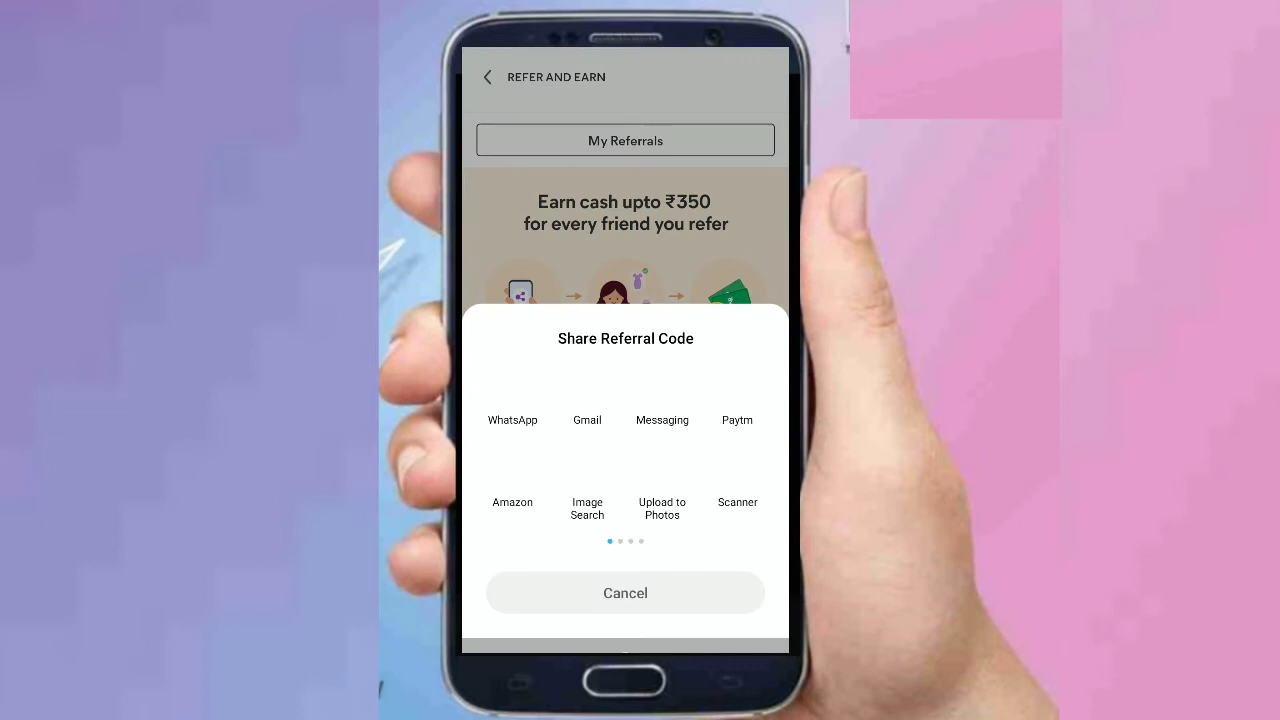 REFER AND EARN
My Referrals
Earn cash upto ₹350
for every friend you refer
Share Referral Code
WhatsApp Gmail Messaging Paytm
Amazon Image Search Upload to Photos Scanner
Cancel